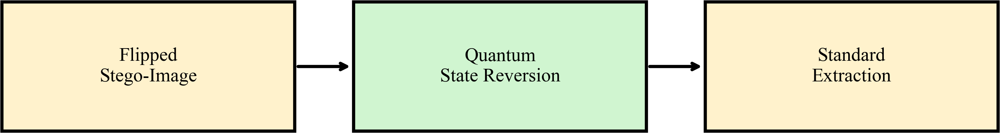 Flipped
Stego-Image
Quantum
State Reversion
Standard
Extraction